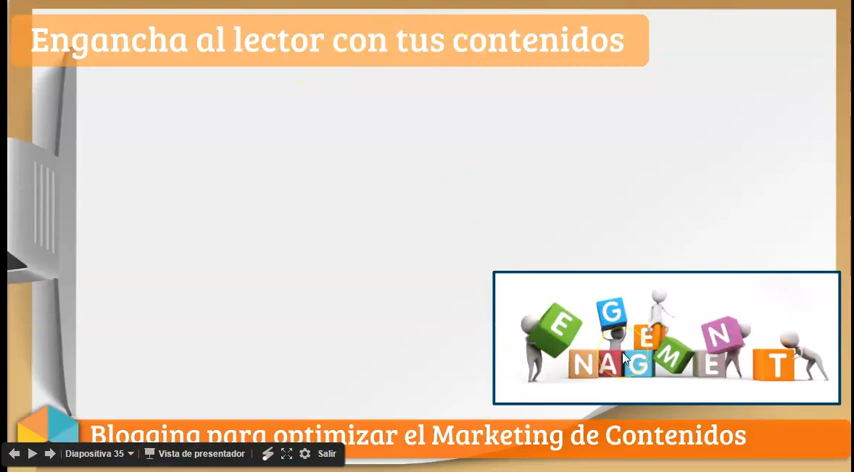 Engancha al lector con tus contenidos
E G E N
N A G M E T
Blogging para optimizar el Marketing de Contenidos
Diapositiva 35 Vista de presentador Salir